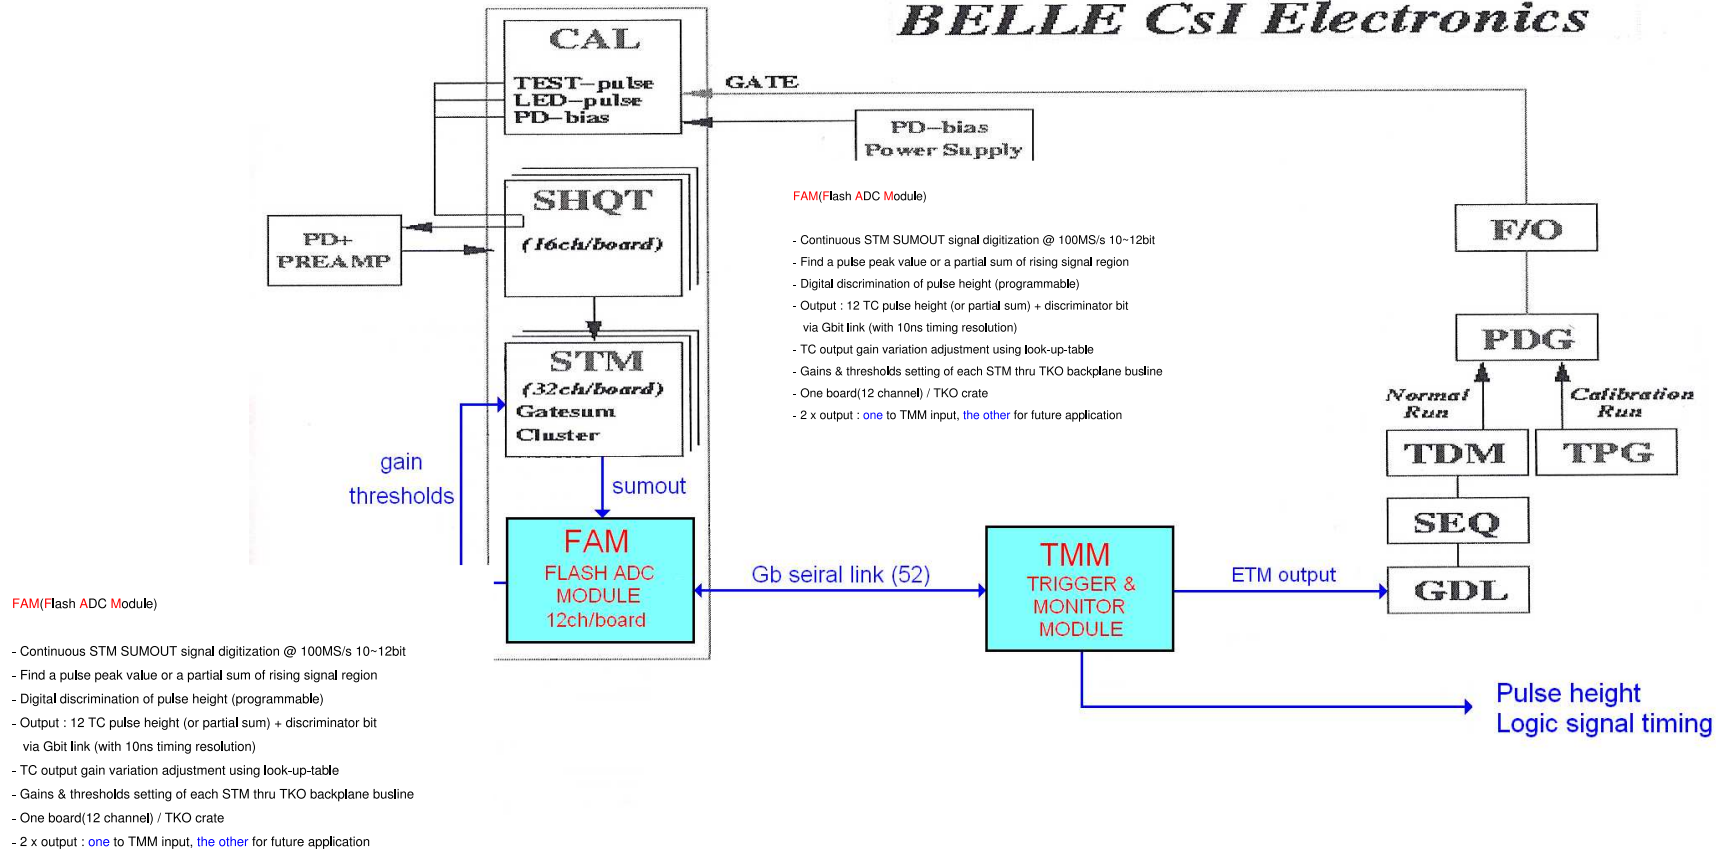 BELLE CsI Electronics
CAL
TEST-pulse
LED-pulse
PD-bias
GATE
PD-bias
Power Supply
SHQT
(16ch/board)
PD+
PREAMP
STM
(32ch/board)
Gatesum
Cluster
gain
thresholds
sumout
FAM
FLASH ADC
MODULE
12ch/board
Gb seiral link (52)
TMM
TRIGGER &
MONITOR
MODULE
ETM output
F/O
PDG
Normal
Run
Calibration
Run
TDM
TPG
SEQ
GDL
Pulse height
Logic signal timing
FAM(Flash ADC Module)
- Continuous STM SUMOUT signal digitization @ 100MS/s 10~12bit
- Find a pulse peak value or a partial sum of rising signal region
- Digital discrimination of pulse height (programmable)
- Output : 12 TC pulse height (or partial sum) + discriminator bit
via Gbit link (with 10ns timing resolution)
- TC output gain variation adjustment using look-up-table
- Gains & thresholds setting of each STM thru TKO backplane busline
- One board(12 channel) / TKO crate
- 2 x output : one to TMM input, the other for future application
FAM(Flash ADC Module)
- Continuous STM SUMOUT signal digitization @ 100MS/s 10~12bit
- Find a pulse peak value or a partial sum of rising signal region
- Digital discrimination of pulse height (programmable)
- Output : 12 TC pulse height (or partial sum) + discriminator bit
via Gbit link (with 10ns timing resolution)
- TC output gain variation adjustment using look-up-table
- Gains & thresholds setting of each STM thru TKO backplane busline
- One board(12 channel) / TKO crate
- 2 x output : one to TMM input, the other for future application